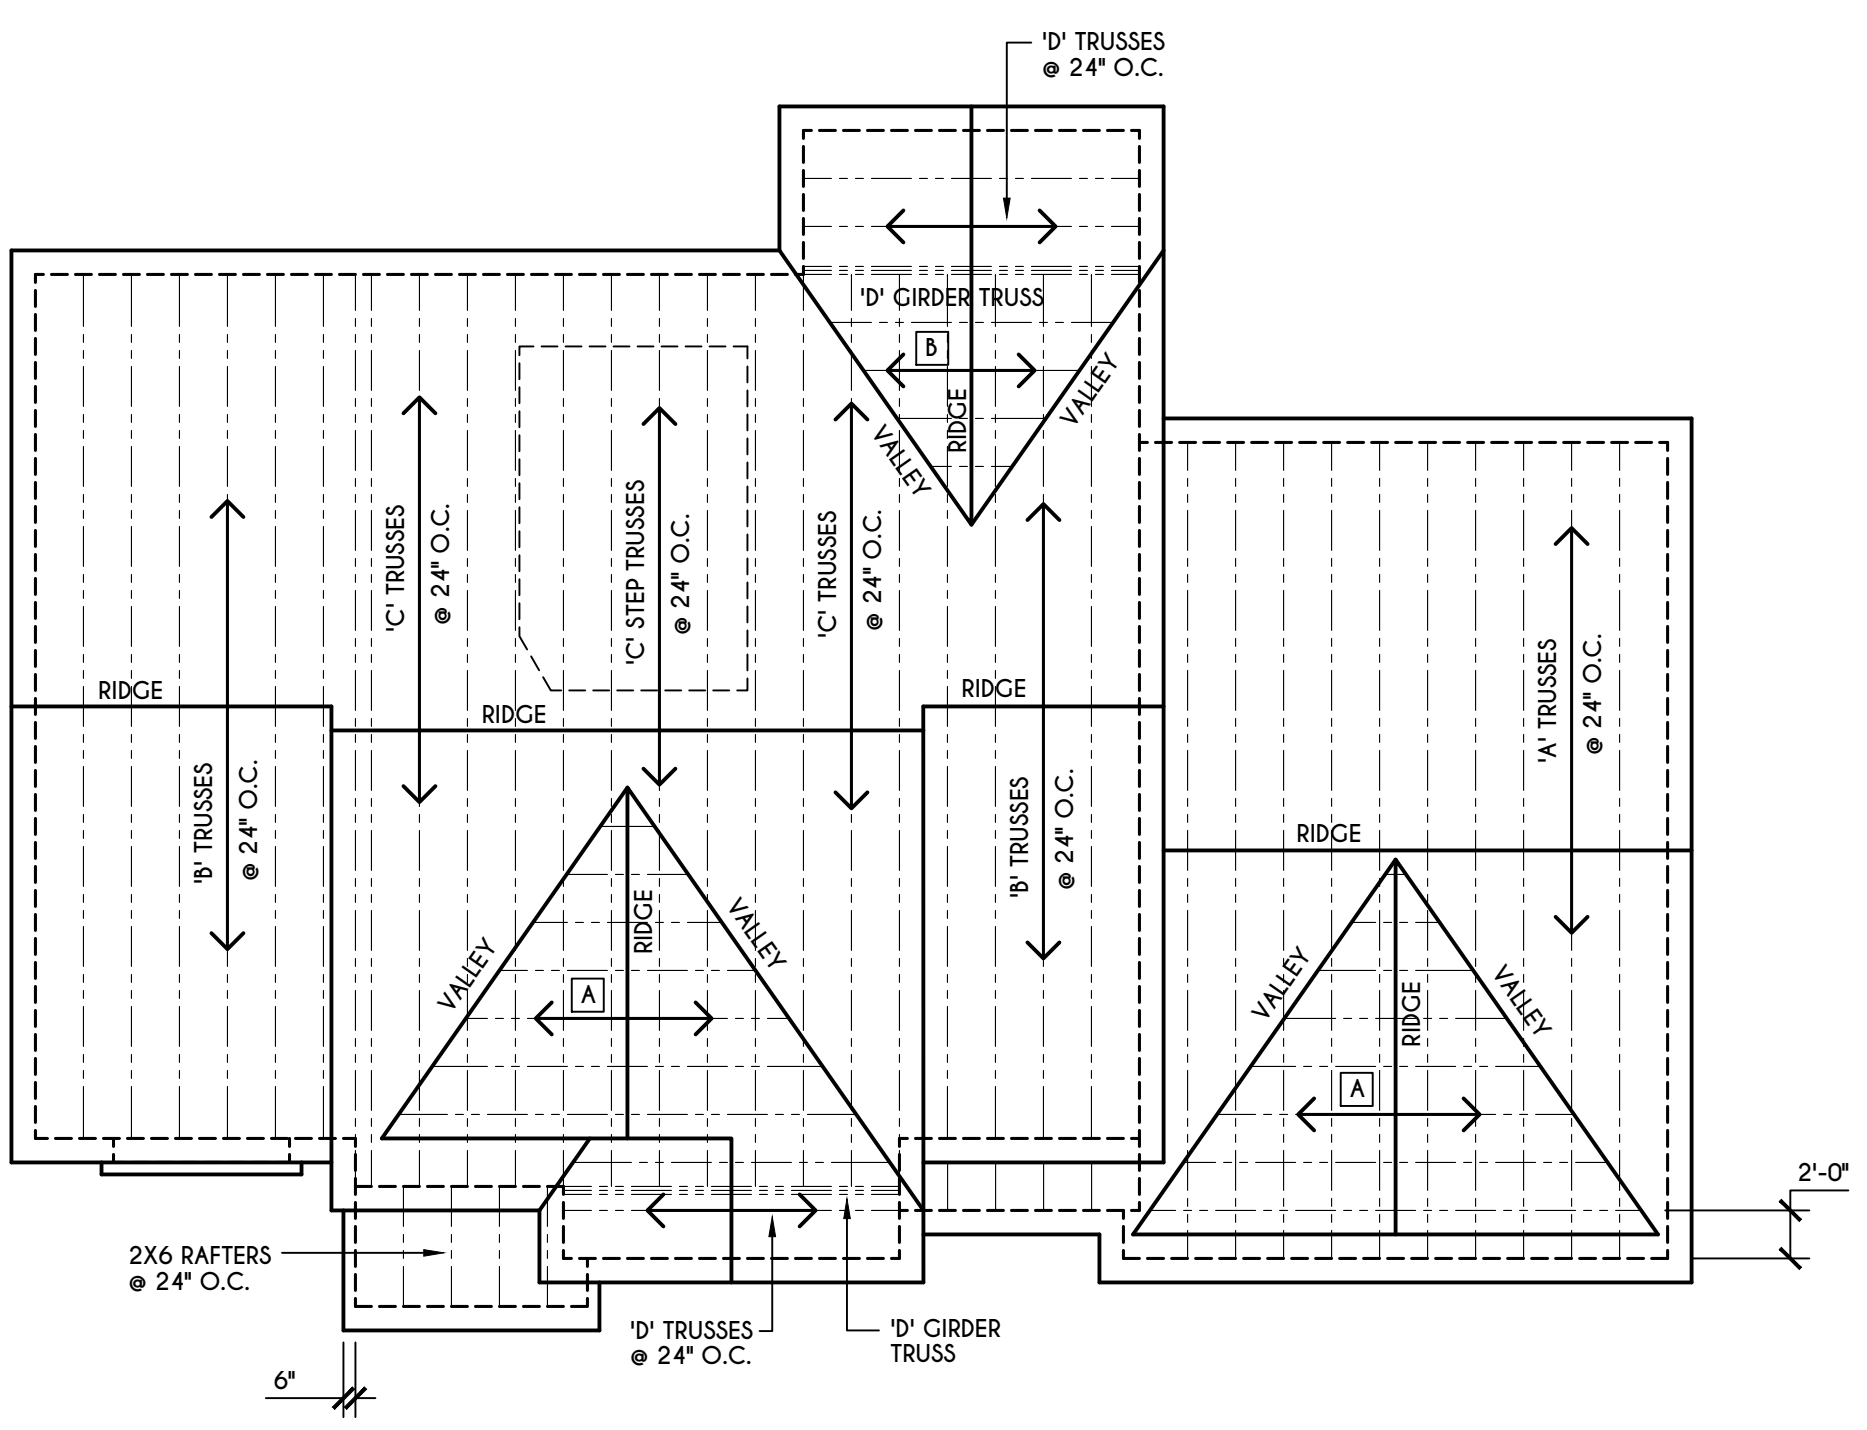 'D' TRUSSES
@ 24" O.C.
'D' GIRDER TRUSS
B
RIDGE
VALLEY
VALLEY
'C' TRUSSES
@ 24" O.C.
'C' STEP TRUSSES
@ 24" O.C.
'C' TRUSSES
@ 24" O.C.
'A' TRUSSES
@ 24" O.C.
RIDGE
RIDGE
RIDGE
'B' TRUSSES
@ 24" O.C.
'B' TRUSSES
@ 24" O.C.
RIDGE
VALLEY
RIDGE
VALLEY
A
VALLEY
RIDGE
VALLEY
A
2'-0"
2X6 RAFTERS
@ 24" O.C.
'D' TRUSSES
@ 24" O.C.
'D' GIRDER
TRUSS
6"